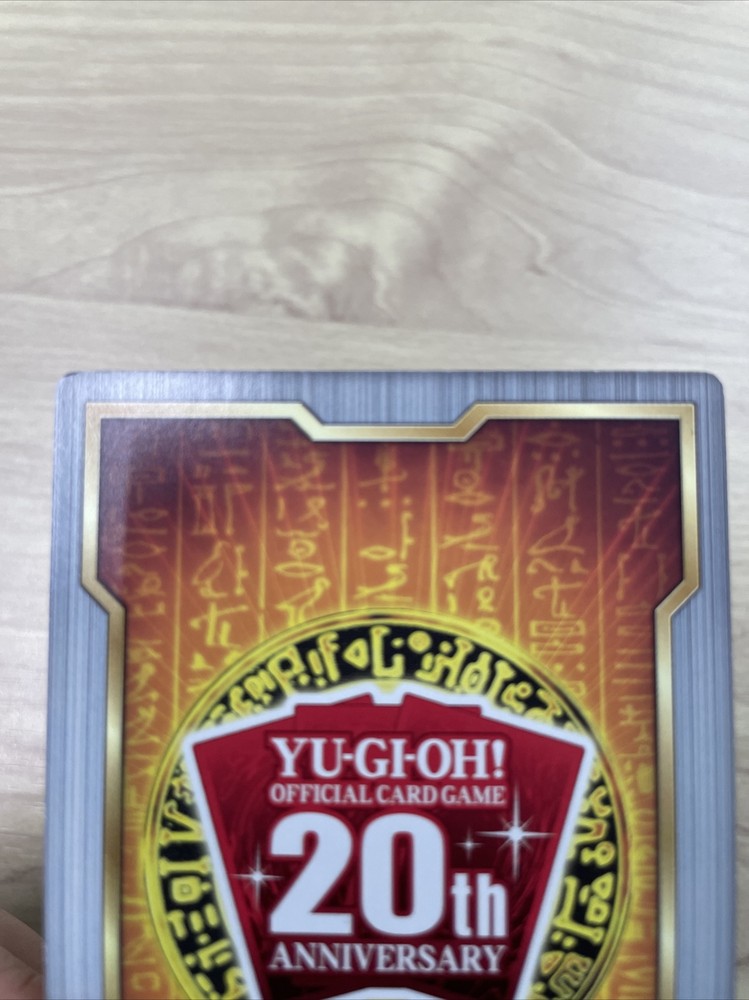 YU-GI-OH!
OFFICIAL CARD GAME
20th
ANNIVERSARY